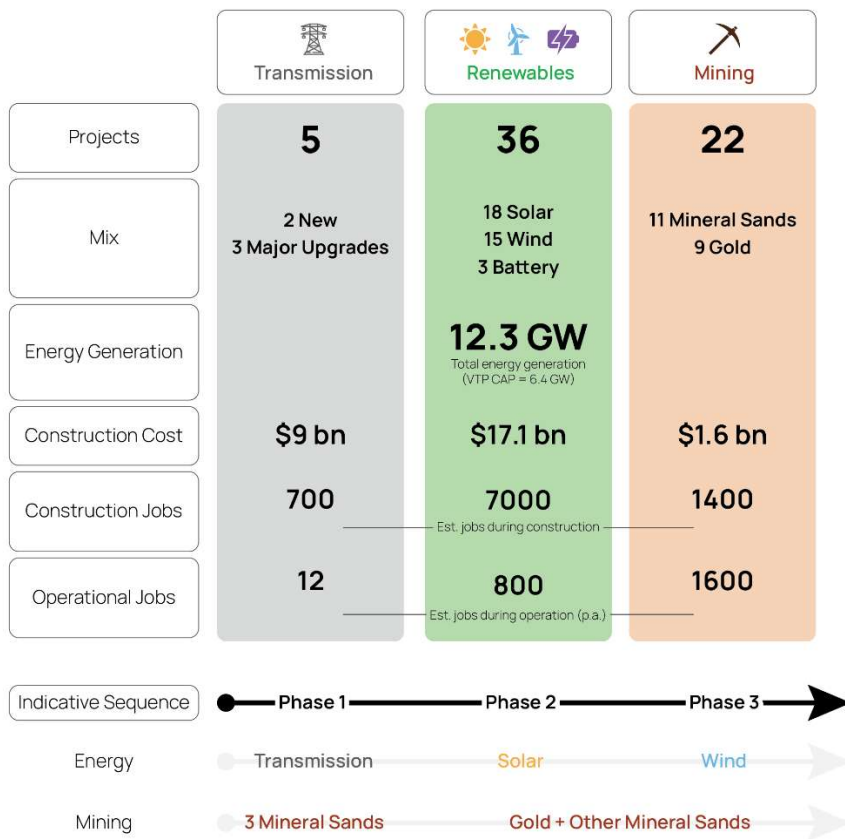 Transmission
Renewables
Mining
Projects
5
36
22
Mix
2 New
3 Major Upgrades
18 Solar
15 Wind
3 Battery
11 Mineral Sands
9 Gold
Energy Generation
12.3 GW
Total energy generation
(VTP CAP = 6.4 GW)
Construction Cost
$9 bn
$17.1 bn
$1.6 bn
Construction Jobs
700
7000
1400
Est. jobs during construction
Operational Jobs
12
800
1600
Est. jobs during operation (p.a.)
Indicative Sequence
Phase 1
Phase 2
Phase 3
Energy
Transmission
Solar
Wind
Mining
3 Mineral Sands
Gold + Other Mineral Sands